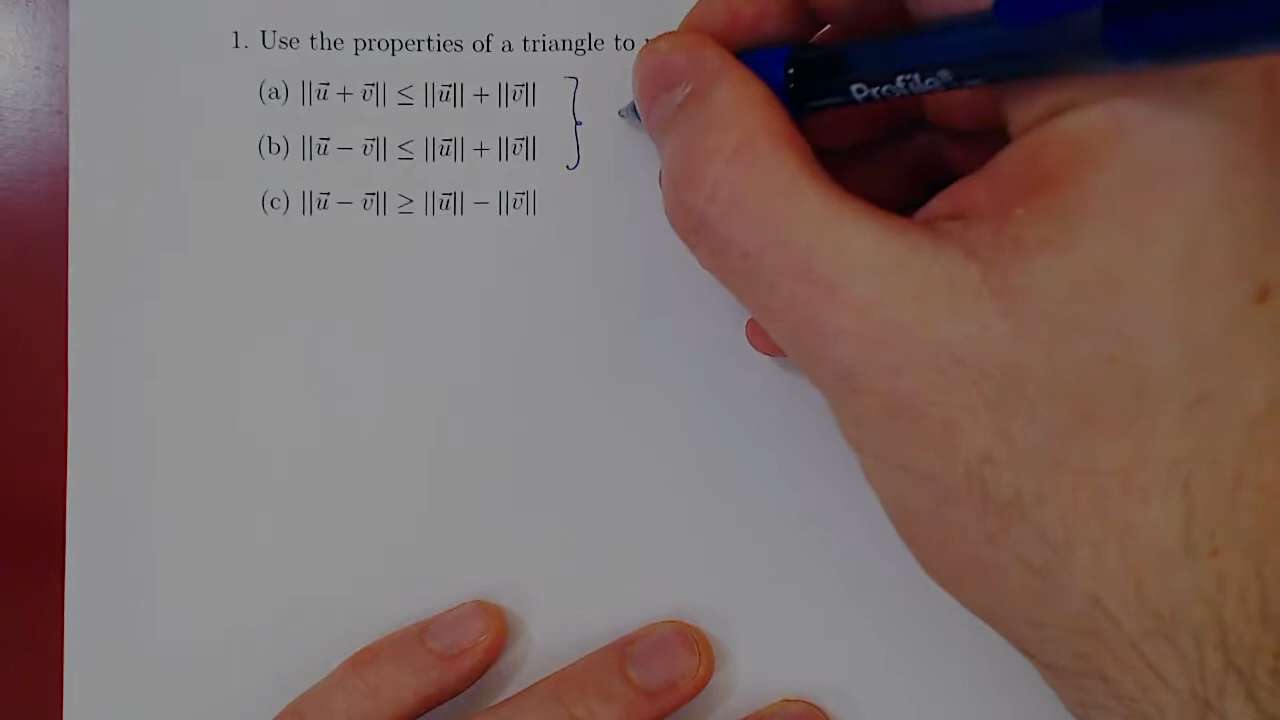 1. Use the properties of a triangle to
(a) ||u⃗ + v⃗|| ≤ ||u⃗|| + ||v⃗||
(b) ||u⃗ − v⃗|| ≤ ||u⃗|| + ||v⃗||
(c) ||u⃗ − v⃗|| ≥ ||u⃗|| − ||v⃗||
Profile®